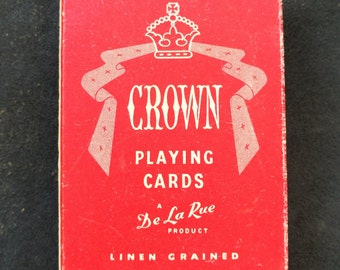 CROWN
PLAYING
CARDS
A
De La Rue
PRODUCT
LINEN GRAINED